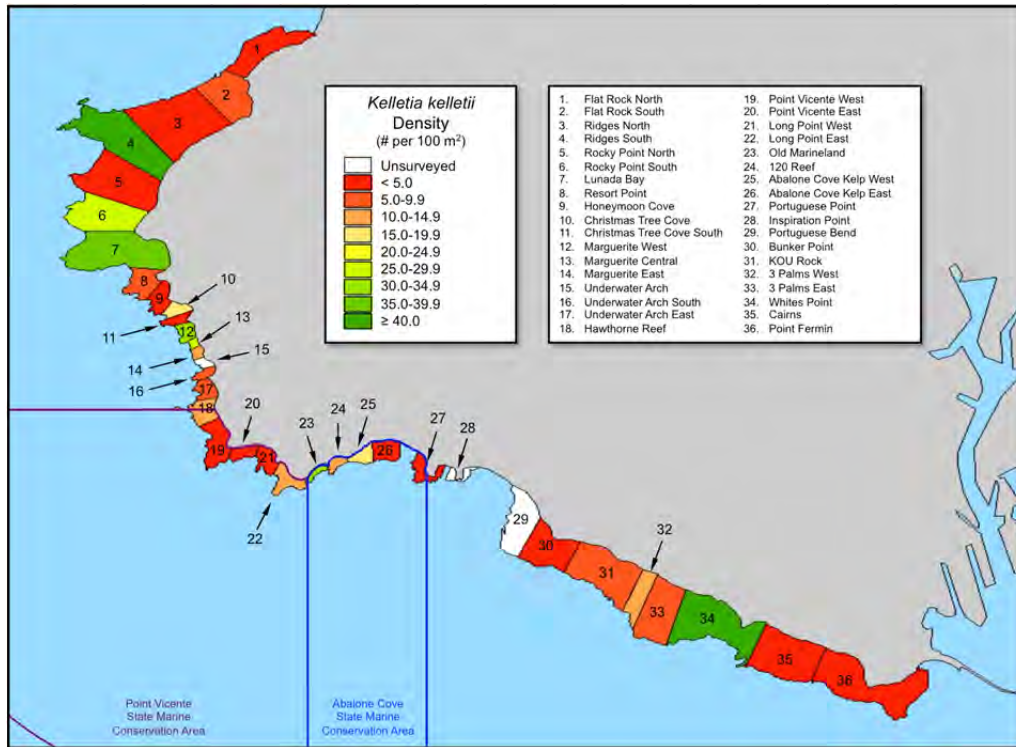 Kelletia kelletii
Density
(# per 100 m²)
Unsurveyed
< 5.0
5.0-9.9
10.0-14.9
15.0-19.9
20.0-24.9
25.0-29.9
30.0-34.9
35.0-39.9
≥ 40.0
1. Flat Rock North
2. Flat Rock South
3. Ridges North
4. Ridges South
5. Rocky Point North
6. Rocky Point South
7. Lunada Bay
8. Resort Point
9. Honeymoon Cove
10. Christmas Tree Cove
11. Christmas Tree Cove South
12. Marguerite West
13. Marguerite Central
14. Marguerite East
15. Underwater Arch
16. Underwater Arch South
17. Underwater Arch East
18. Hawthorne Reef
19. Point Vicente West
20. Point Vicente East
21. Long Point West
22. Long Point East
23. Old Marineland
24. 120 Reef
25. Abalone Cove Kelp West
26. Abalone Cove Kelp East
27. Portuguese Point
28. Inspiration Point
29. Portuguese Bend
30. Bunker Point
31. KOU Rock
32. 3 Palms West
33. 3 Palms East
34. Whites Point
35. Cairns
36. Point Fermin
1
2
3
4
5
6
7
8
9
10
11
12
13
14
15
16
17
18
19
20
21
22
23
24
25
26
27
28
29
30
31
32
33
34
35
36
Point Vicente
State Marine
Conservation Area
Abalone Cove
State Marine
Conservation Area